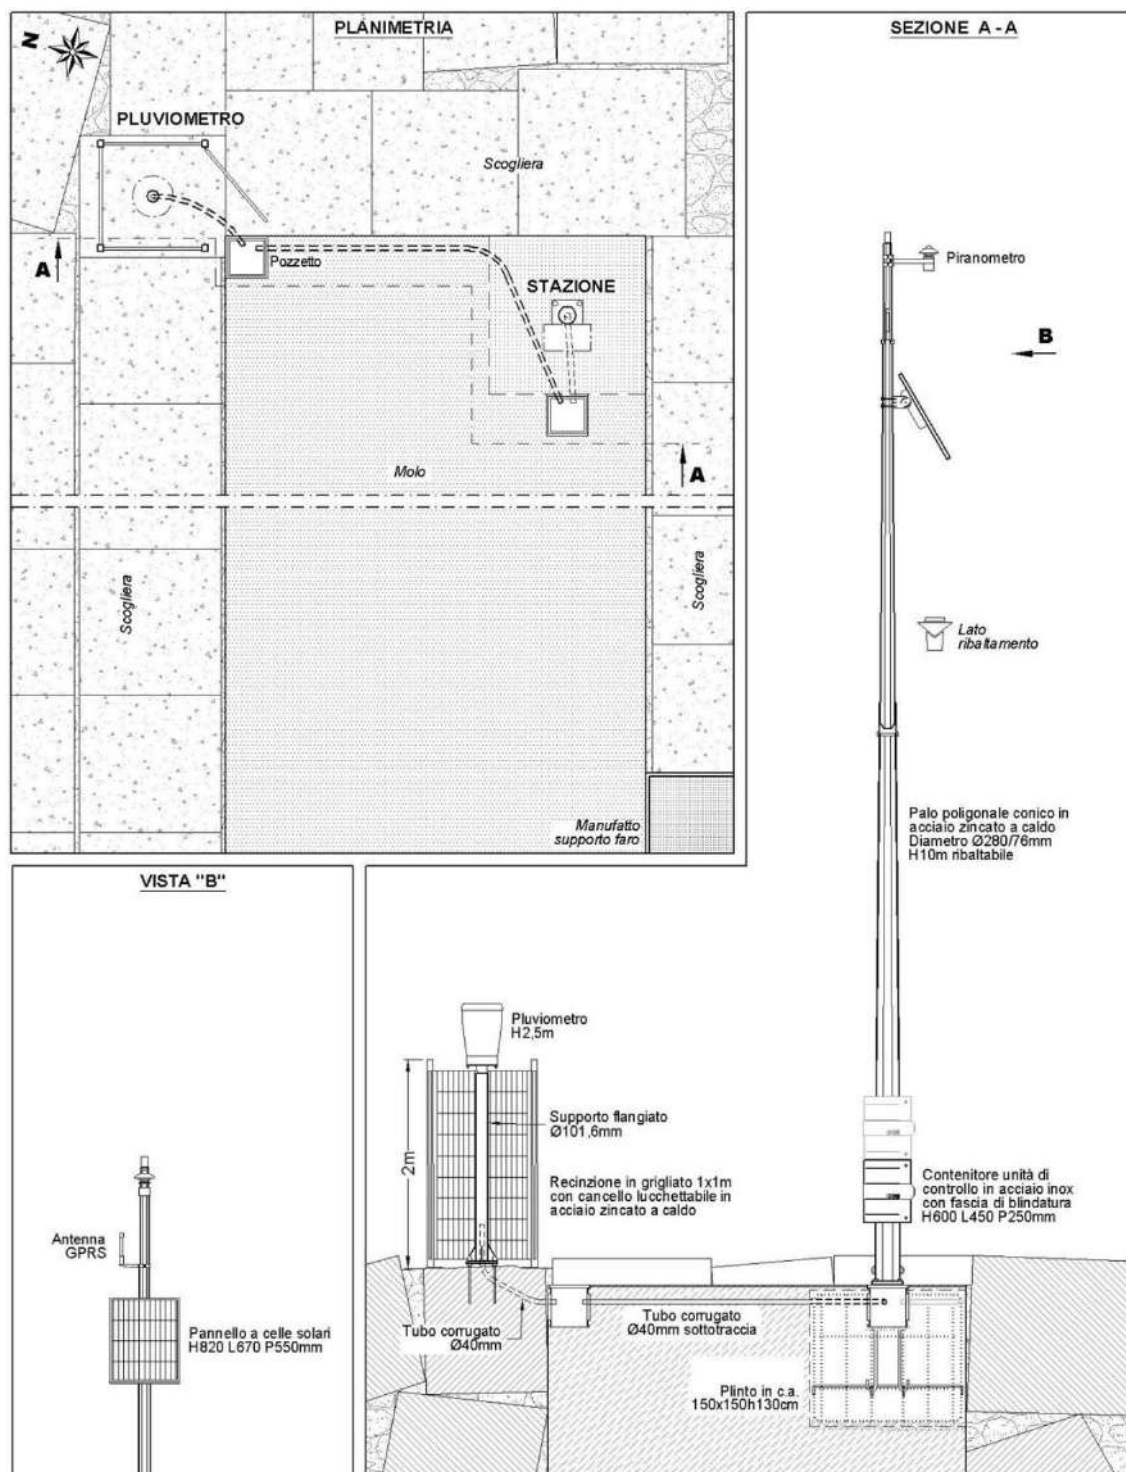 PLANIMETRIA
N
PLUVIOMETRO
Scogliera
A
Pozzetto
STAZIONE
Molo
A
Scogliera
Scogliera
Manufatto
supporto faro
SEZIONE A - A
Piranometro
B
Lato
ribaltamento
Palo poligonale conico in
acciaio zincato a caldo
Diametro Ø280/76mm
H10m ribaltabile
VISTA "B"
Antenna
GPRS
Pannello a celle solari
H820 L670 P550mm
Pluviometro
H2,5m
2m
Supporto flangiato
Ø101,6mm
Recinzione in grigliato 1x1m
con cancello lucchettabile in
acciaio zincato a caldo
Contenitore unità di
controllo in acciaio inox
con fascia di blindatura
H600 L450 P250mm
Tubo corrugato
Ø40mm
Tubo corrugato
Ø40mm sottotraccia
Plinto in c.a.
150x150h130cm